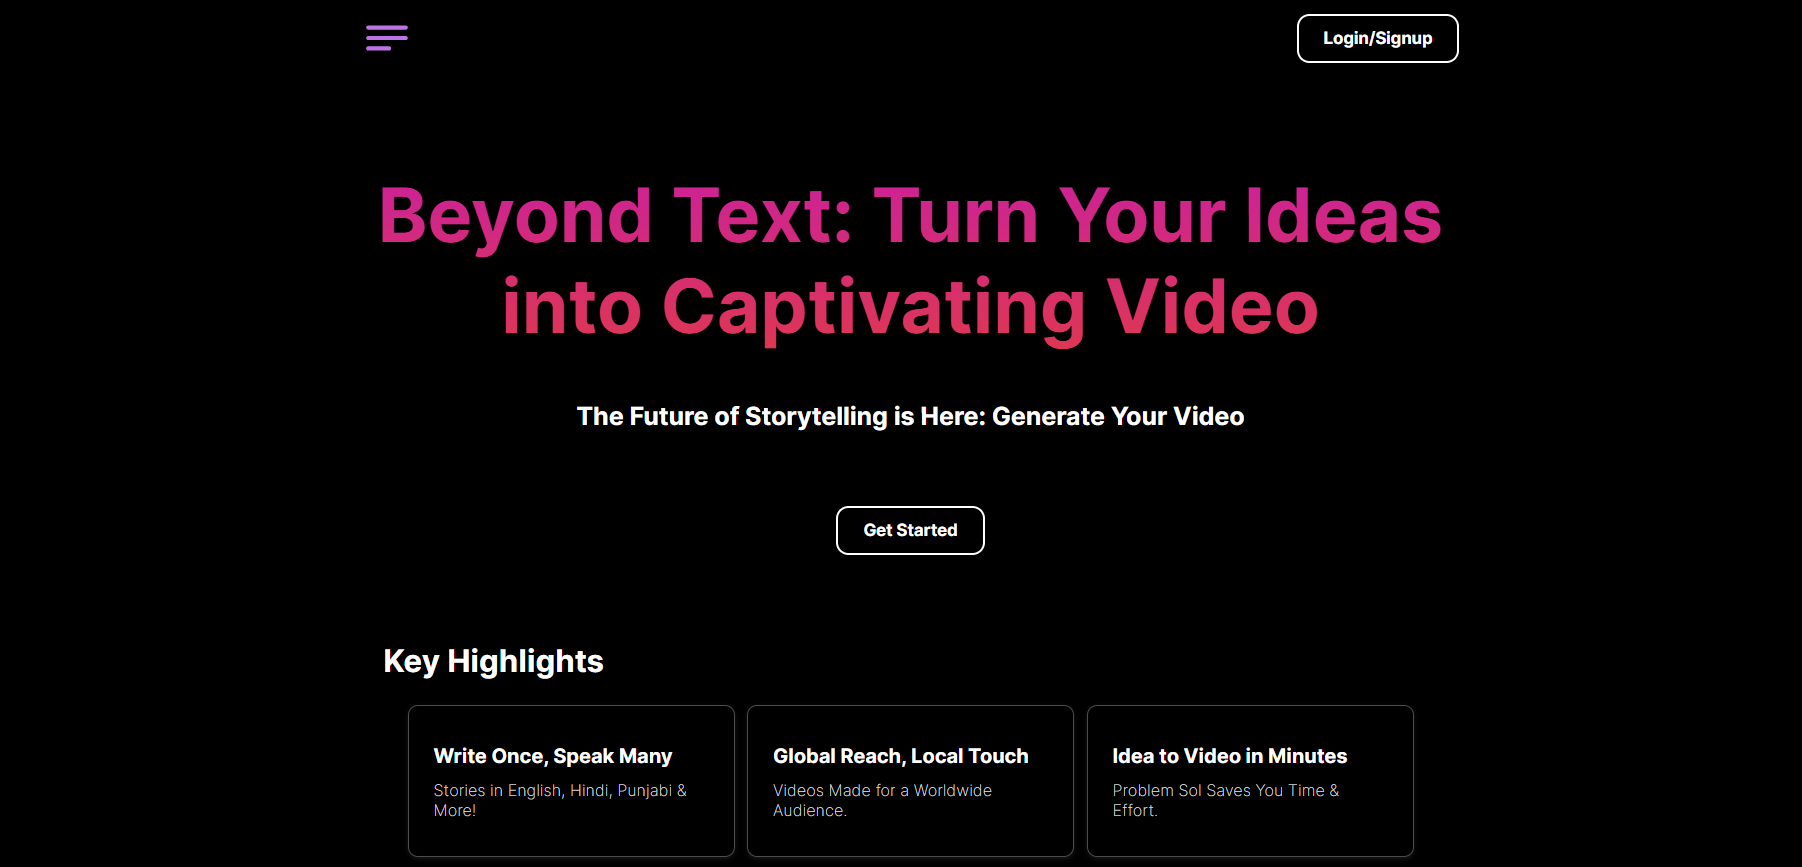 Login/Signup
Beyond Text: Turn Your Ideas
into Captivating Video
The Future of Storytelling is Here: Generate Your Video
Get Started
Key Highlights
Write Once, Speak Many
Stories in English, Hindi, Punjabi &
More!
Global Reach, Local Touch
Videos Made for a Worldwide
Audience.
Idea to Video in Minutes
Problem Sol Saves You Time &
Effort.